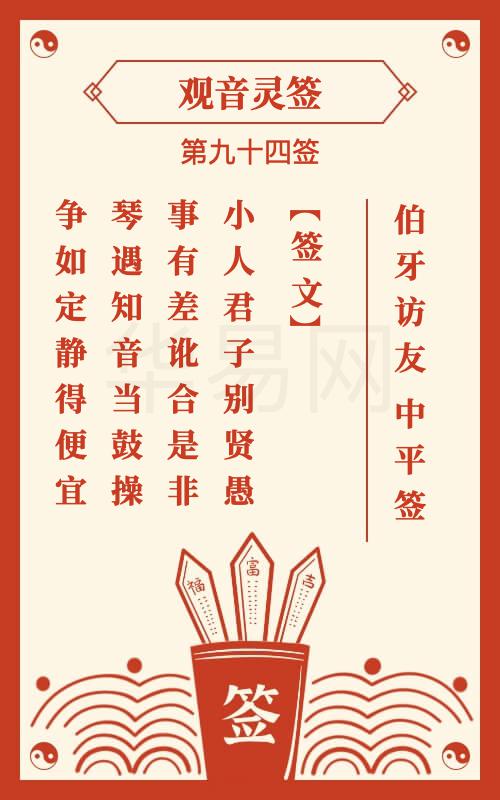 观音灵签
第九十四签
伯牙访友 中平签
【签文】
小人君子别贤愚
事有差讹合是非
琴遇知音当鼓操
争如定静得便宜
华易网
福
富
吉
签